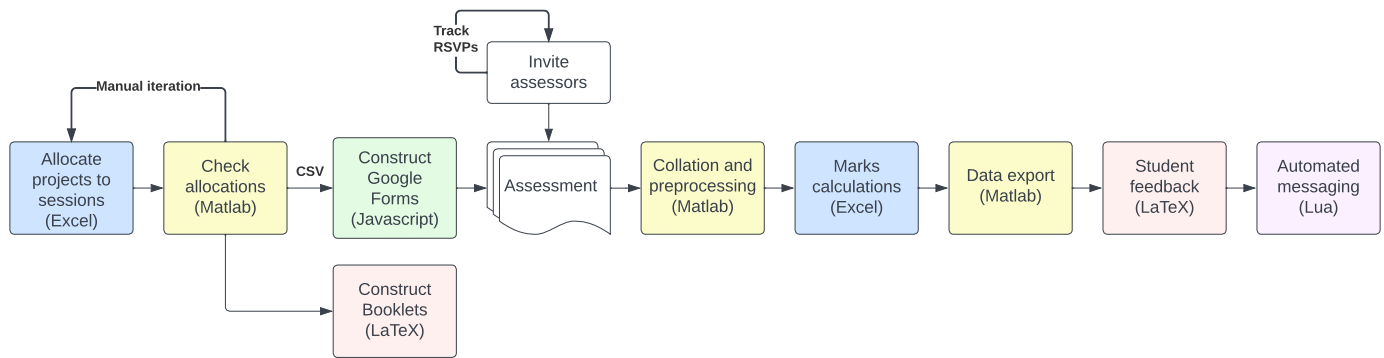 Track
RSVPs
Invite
assessors
Manual iteration
Allocate
projects to
sessions
(Excel)
Check
allocations
(Matlab)
CSV
Construct
Google
Forms
(Javascript)
Assessment
Collation and
preprocessing
(Matlab)
Marks
calculations
(Excel)
Data export
(Matlab)
Student
feedback
(LaTeX)
Automated
messaging
(Lua)
Construct
Booklets
(LaTeX)